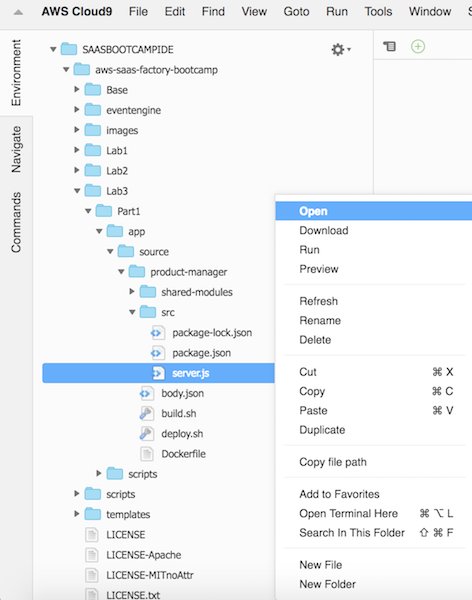 AWS Cloud9 File Edit Find View Goto Run Tools Window S
Environment
Navigate
Commands
SAASBOOTCAMPIDE
aws-saas-factory-bootcamp
Base
eventengine
images
Lab1
Lab2
Lab3
Part1
app
source
product-manager
shared-modules
src
package-lock.json
package.json
server.js
body.json
build.sh
deploy.sh
Dockerfile
scripts
scripts
templates
LICENSE
LICENSE-Apache
LICENSE-MITnoAttr
LICENSE.txt
Open
Download
Run
Preview
Refresh
Rename
Delete
Cut ⌘ X
Copy ⌘ C
Paste ⌘ V
Duplicate
Copy file path
Add to Favorites
Open Terminal Here ⌘ ⌥ L
Search In This Folder ⇧ ⌘ F
New File
New Folder